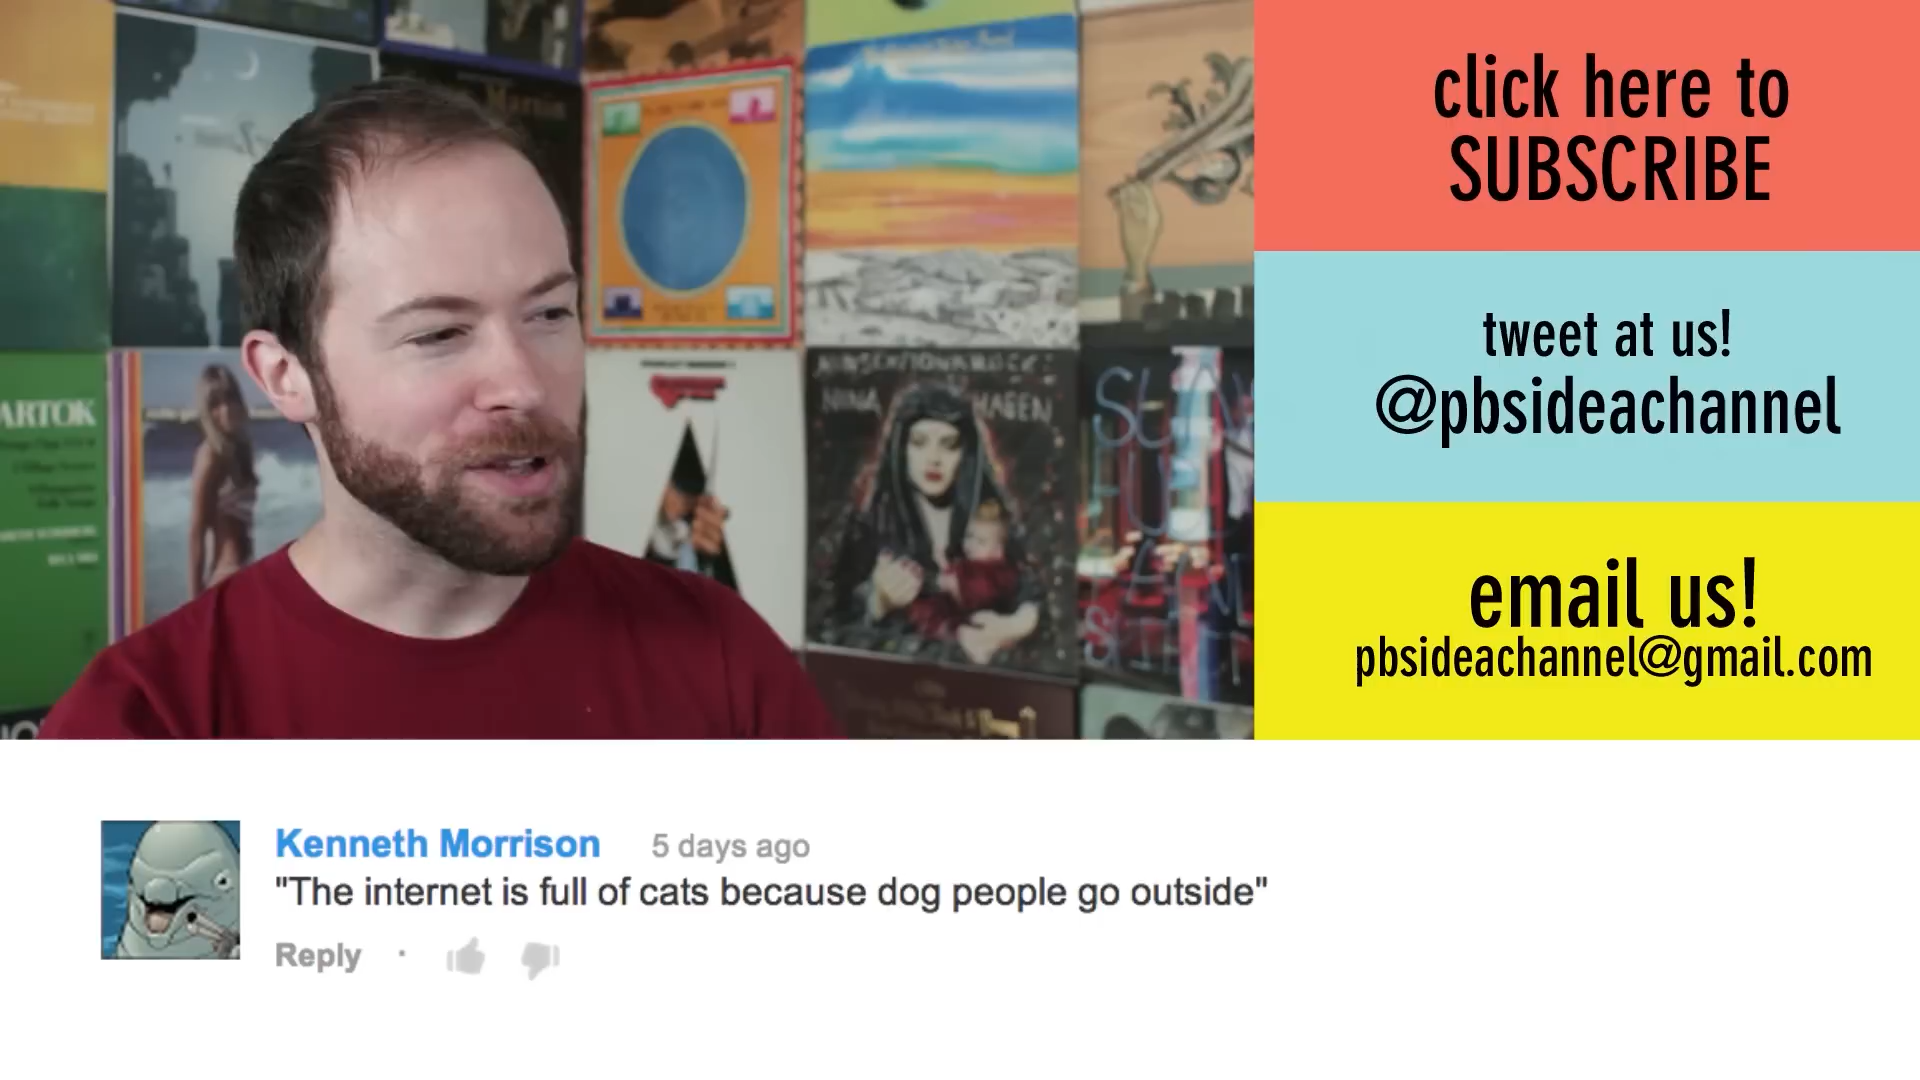 click here to
SUBSCRIBE
tweet at us!
@pbsideachannel
email us!
pbsideachannel@gmail.com
ARTOK
NINA HAGEN
Kenneth Morrison 5 days ago
"The internet is full of cats because dog people go outside"
Reply ·